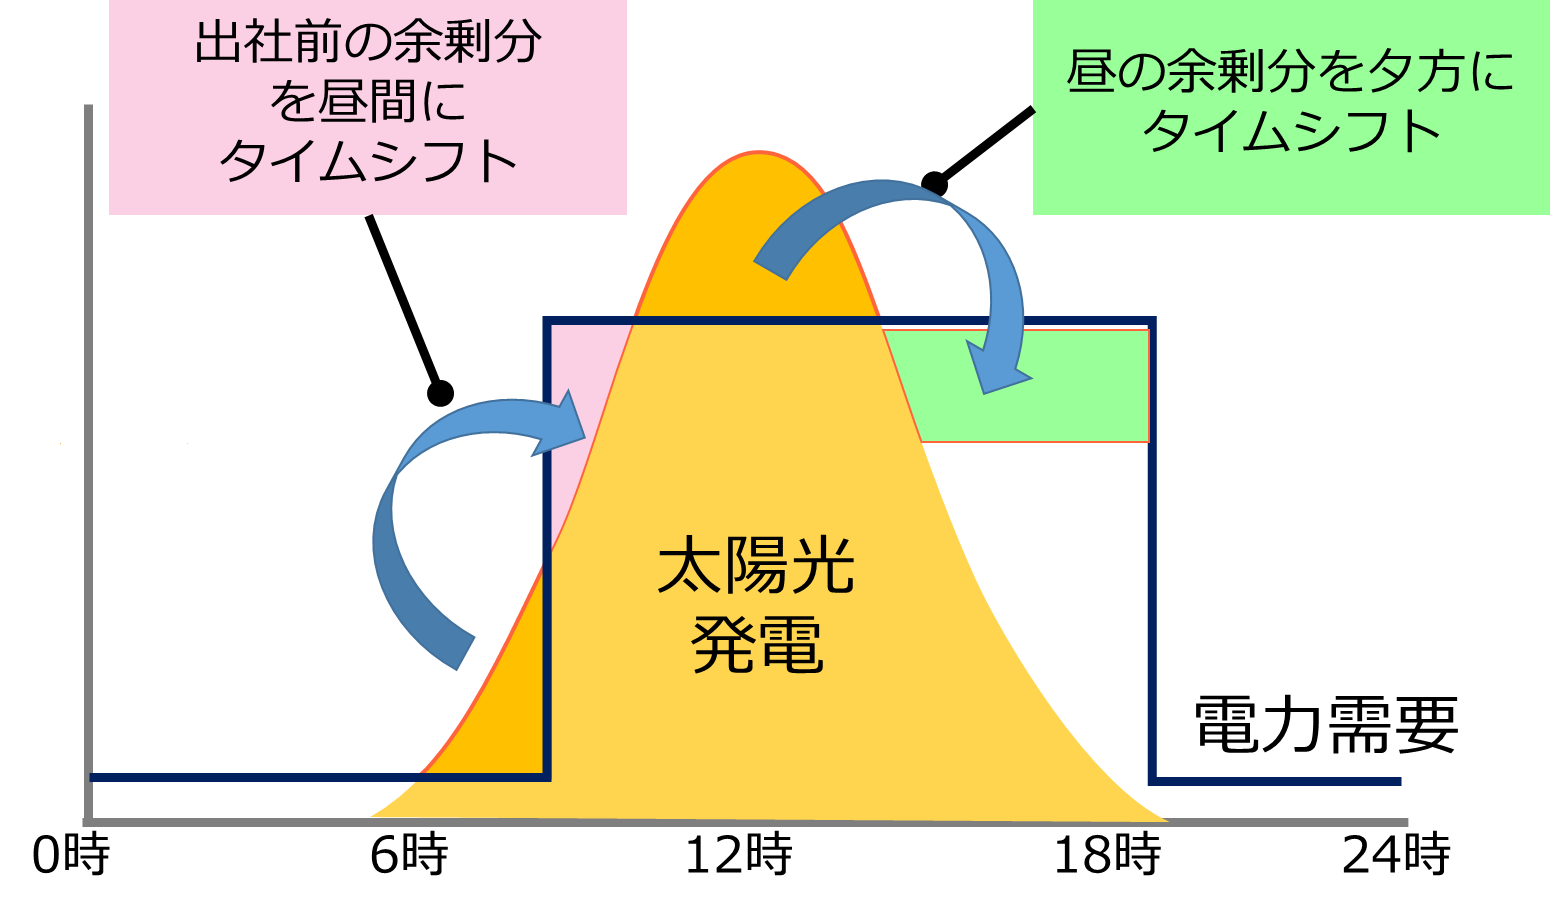 出社前の余剰分
を昼間に
タイムシフト
昼の余剰分を夕方に
タイムシフト
太陽光
発電
電力需要
0時
6時
12時
18時
24時